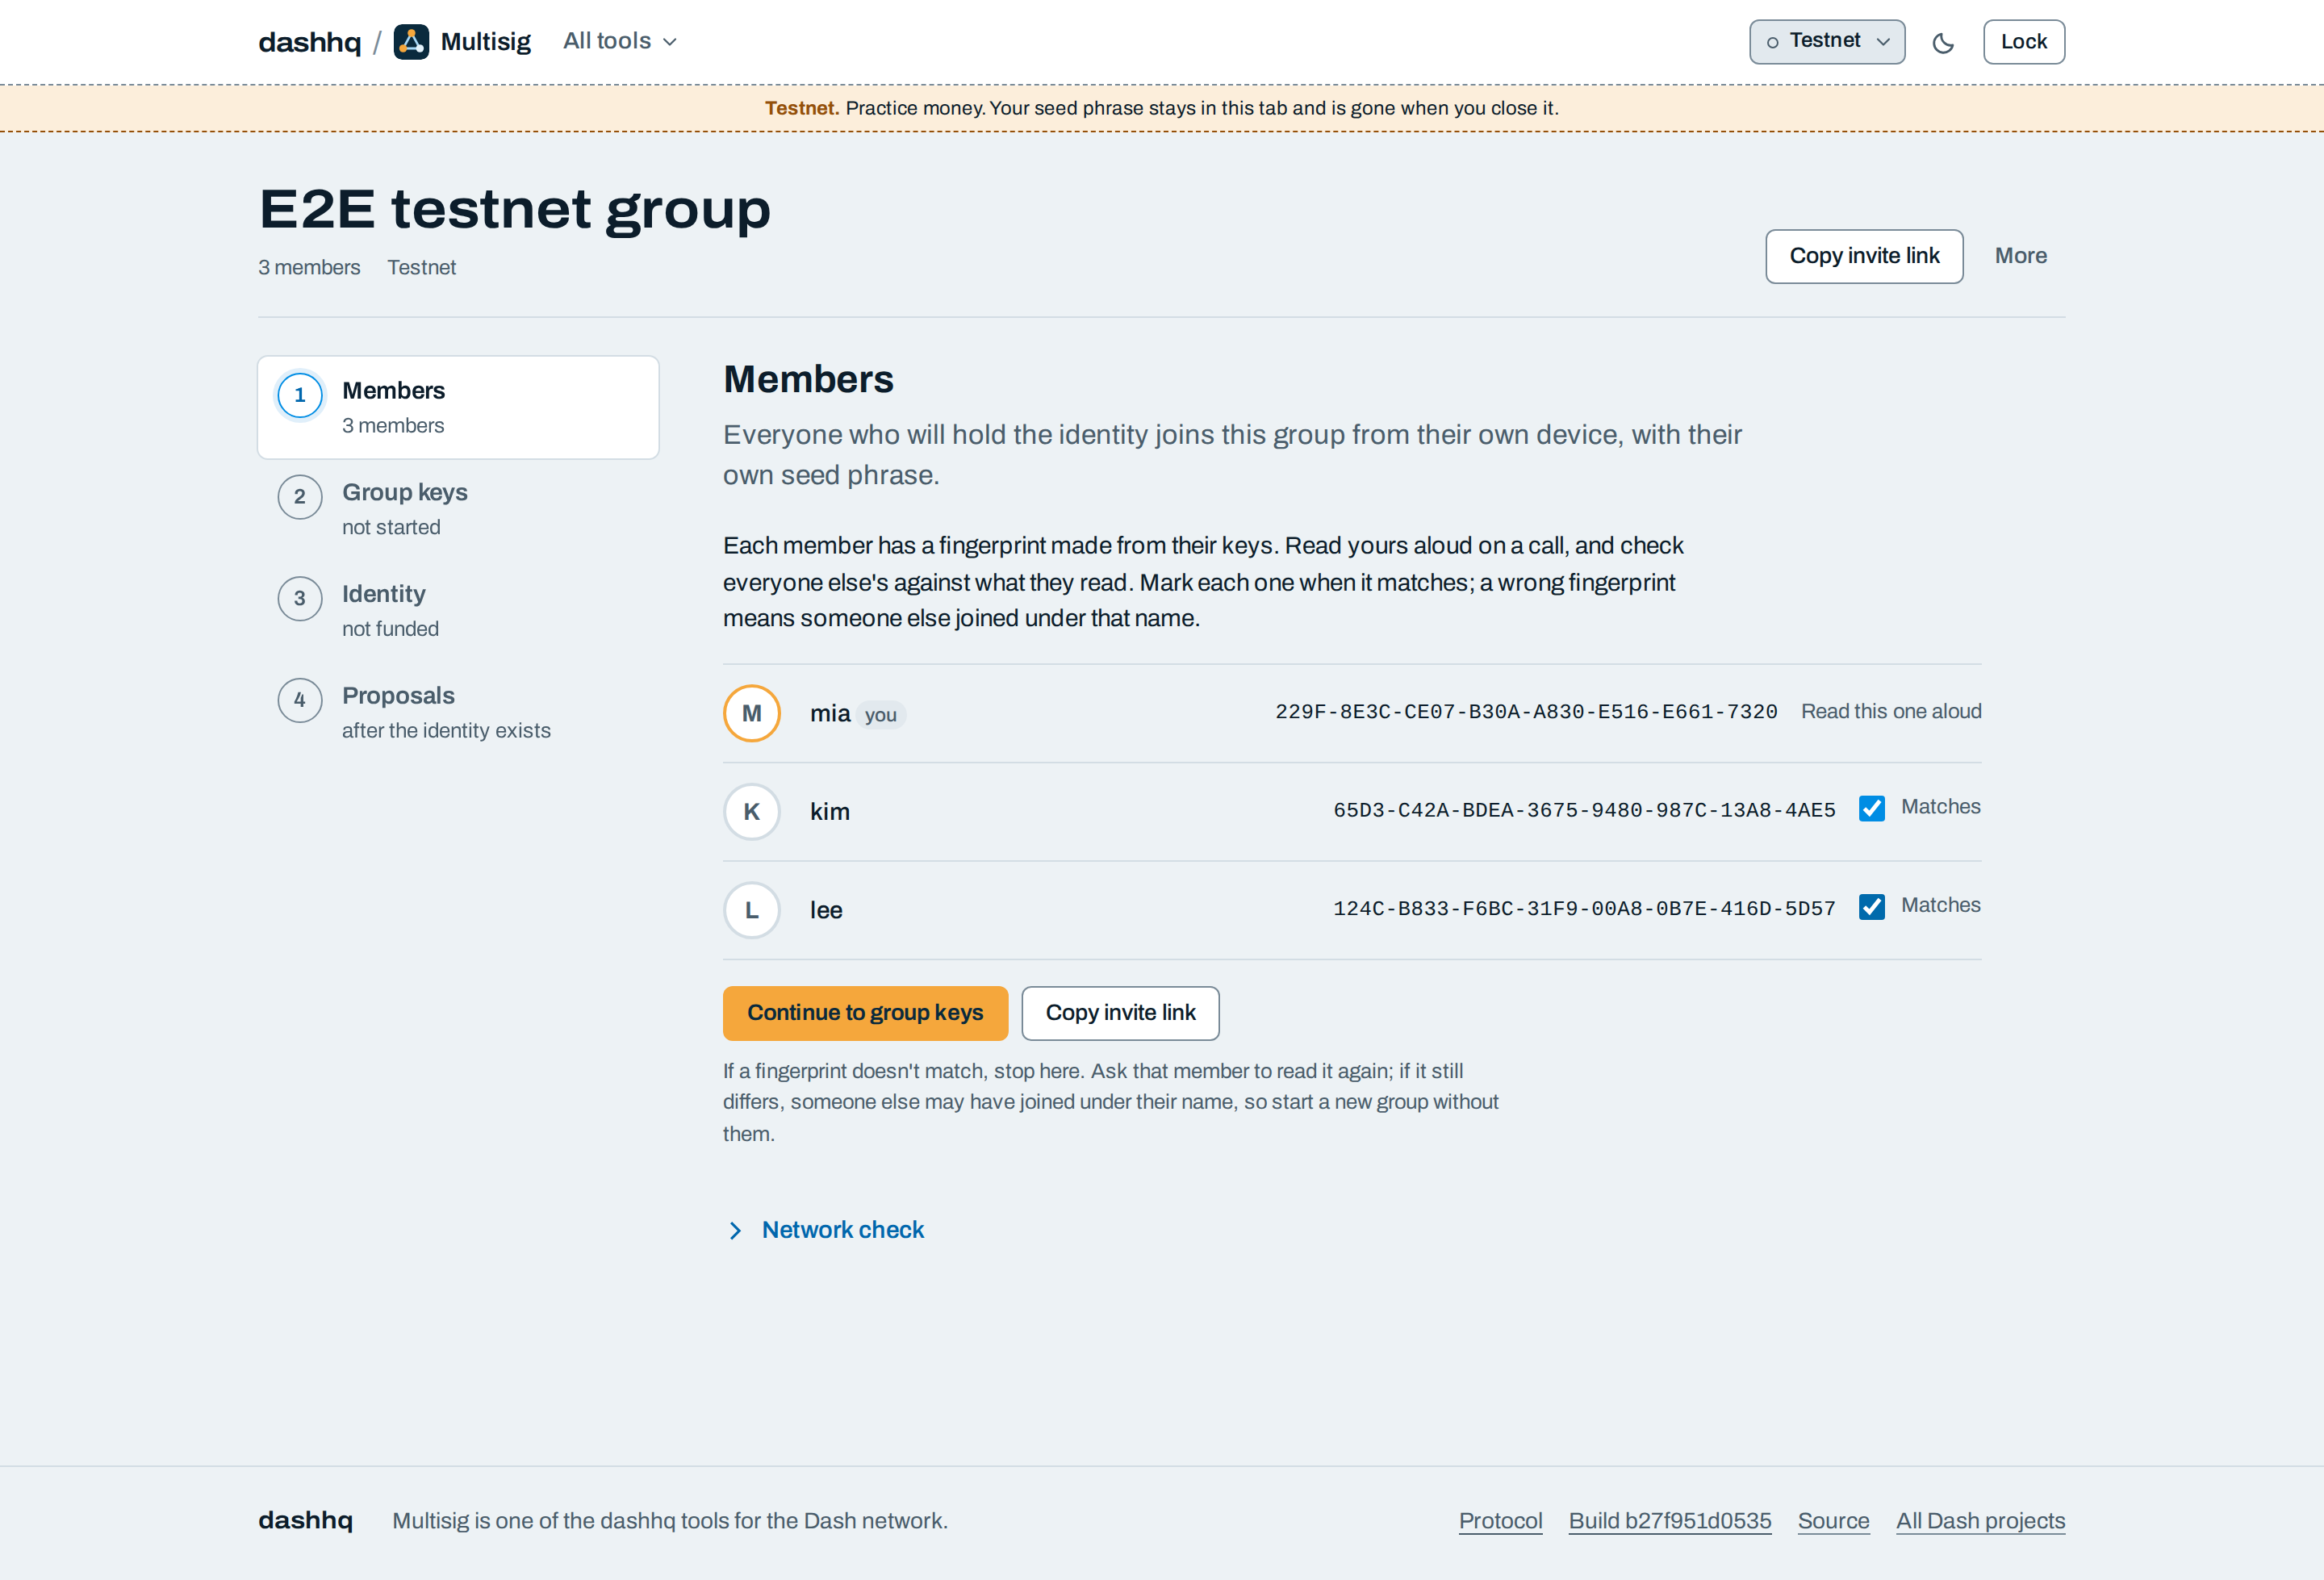 dashhq / Multisig All tools Testnet Lock
Testnet. Practice money. Your seed phrase stays in this tab and is gone when you close it.
E2E testnet group
3 members Testnet
Copy invite link More
1 Members
3 members
2 Group keys
not started
3 Identity
not funded
4 Proposals
after the identity exists
Members
Everyone who will hold the identity joins this group from their own device, with their
own seed phrase.
Each member has a fingerprint made from their keys. Read yours aloud on a call, and check
everyone else's against what they read. Mark each one when it matches; a wrong fingerprint
means someone else joined under that name.
M mia you 229F-8E3C-CE07-B30A-A830-E516-E661-7320 Read this one aloud
K kim 65D3-C42A-BDEA-3675-9480-987C-13A8-4AE5 Matches
L lee 124C-B833-F6BC-31F9-00A8-0B7E-416D-5D57 Matches
Continue to group keys Copy invite link
If a fingerprint doesn't match, stop here. Ask that member to read it again; if it still
differs, someone else may have joined under their name, so start a new group without
them.
Network check
dashhq Multisig is one of the dashhq tools for the Dash network. Protocol Build b27f951d0535 Source All Dash projects